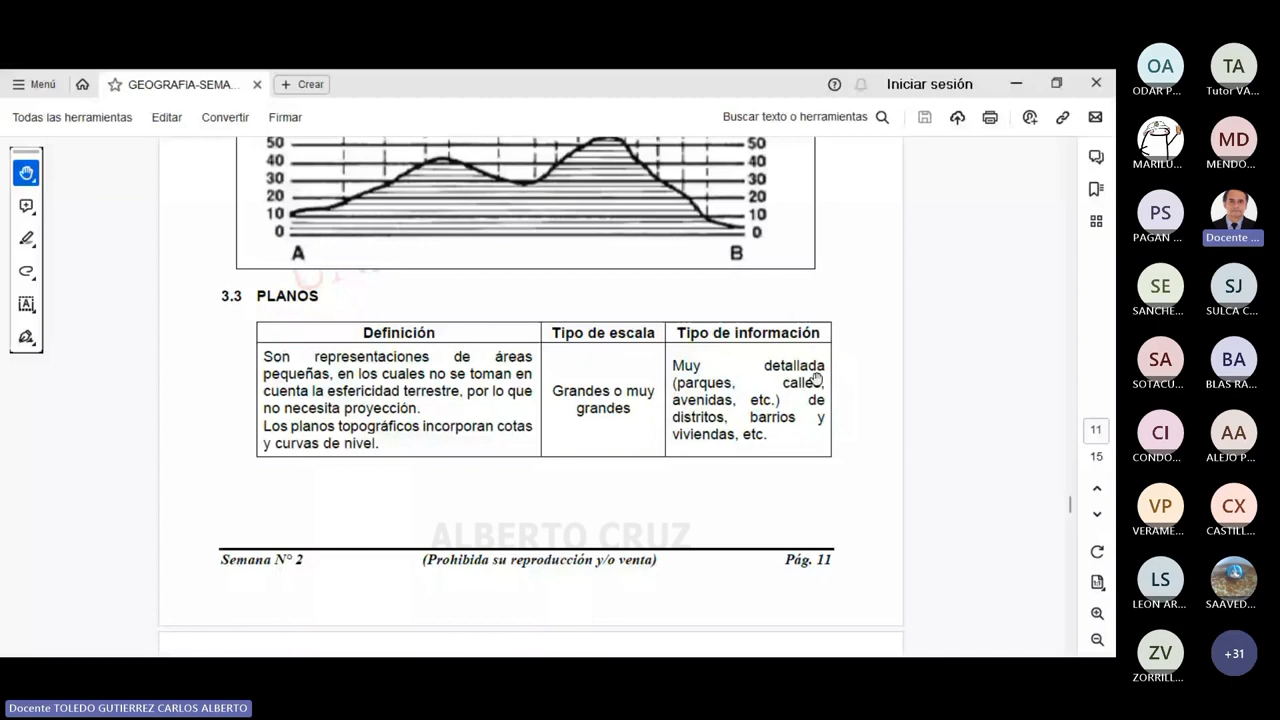 Menú
GEOGRAFIA-SEMA...
Crear
Iniciar sesión
Todas las herramientas
Editar
Convertir
Firmar
Buscar texto o herramientas
50 50
40 40
30 30
20 20
10 10
0 0
A B
3.3 PLANOS
Definición Tipo de escala Tipo de información
Son representaciones de áreas
pequeñas, en los cuales no se toman en
cuenta la esfericidad terrestre, por lo que
no necesita proyección.
Los planos topográficos incorporan cotas
y curvas de nivel.
Grandes o muy
grandes
Muy detallada
(parques, calles,
avenidas, etc.) de
distritos, barrios y
viviendas, etc.
ALBERTO CRUZ
Semana N° 2 (Prohibida su reproducción y/o venta) Pág. 11
11
15
OA TA
ODAR P... Tutor VA...
MD
MARILU... MENDO...
PS
PAGAN ... Docente ...
SE SJ
SANCHE... SULCA C...
SA BA
SOTACU... BLAS RA...
CI AA
CONDO... ALEJO P...
VP CX
VERAME... CASTILL...
LS
LEON AR... SAAVED...
ZV +31
ZORRILL...
Docente TOLEDO GUTIERREZ CARLOS ALBERTO